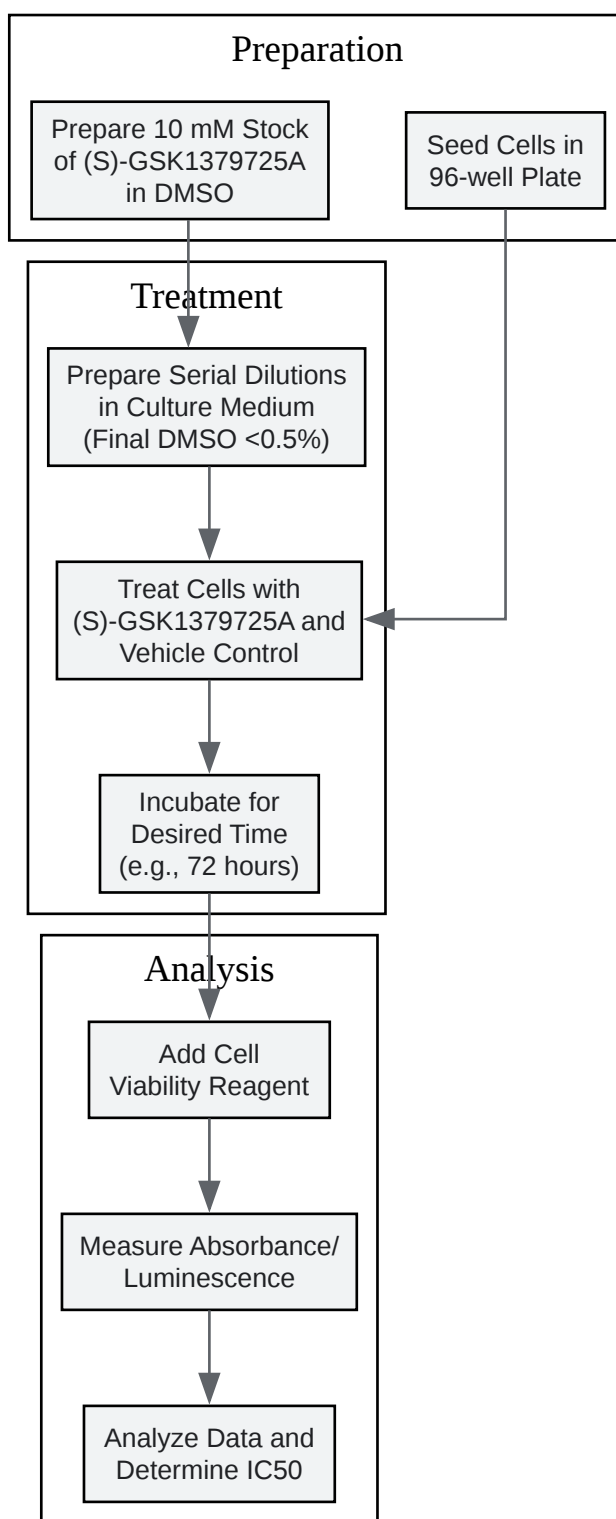 Preparation
Prepare 10 mM Stock
of (S)-GSK1379725A
in DMSO
Seed Cells in
96-well Plate
Treatment
Prepare Serial Dilutions
in Culture Medium
(Final DMSO <0.5%)
Treat Cells with
(S)-GSK1379725A and
Vehicle Control
Incubate for
Desired Time
(e.g., 72 hours)
Analysis
Add Cell
Viability Reagent
Measure Absorbance/
Luminescence
Analyze Data and
Determine IC50